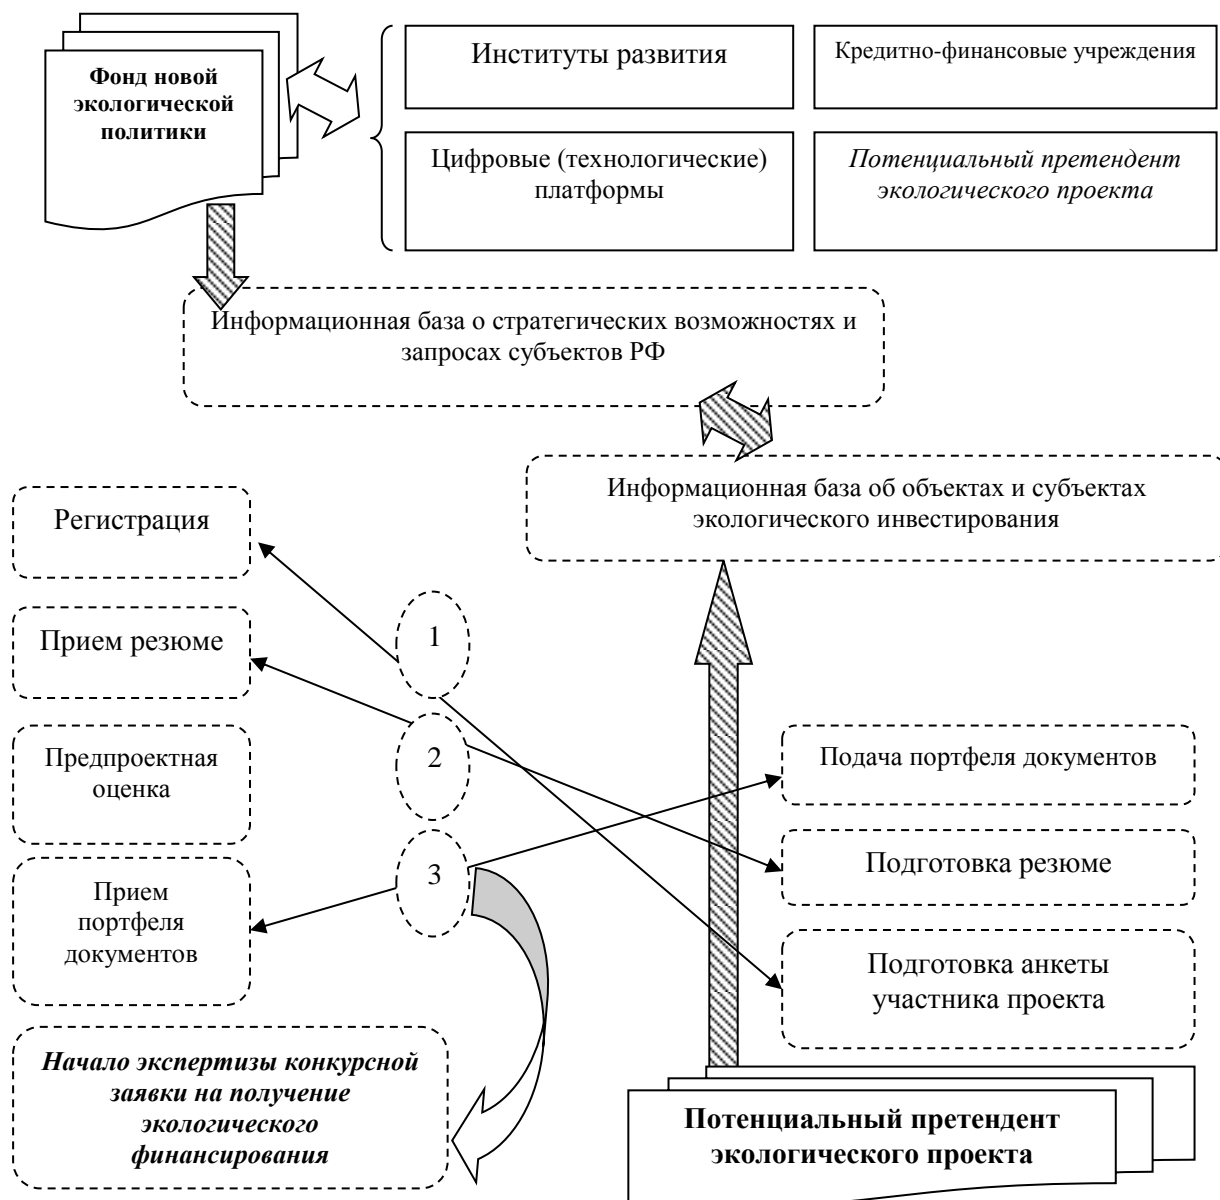 Фонд новой
экологической
политики
Институты развития
Кредитно-финансовые учреждения
Цифровые (технологические)
платформы
Потенциальный претендент
экологического проекта
Информационная база о стратегических возможностях и
запросах субъектов РФ
Информационная база об объектах и субъектах
экологического инвестирования
Регистрация
Прием резюме
Предпроектная
оценка
Прием
портфеля
документов
1
2
3
Подача портфеля документов
Подготовка резюме
Подготовка анкеты
участника проекта
Начало экспертизы конкурсной
заявки на получение
экологического
финансирования
Потенциальный претендент
экологического проекта